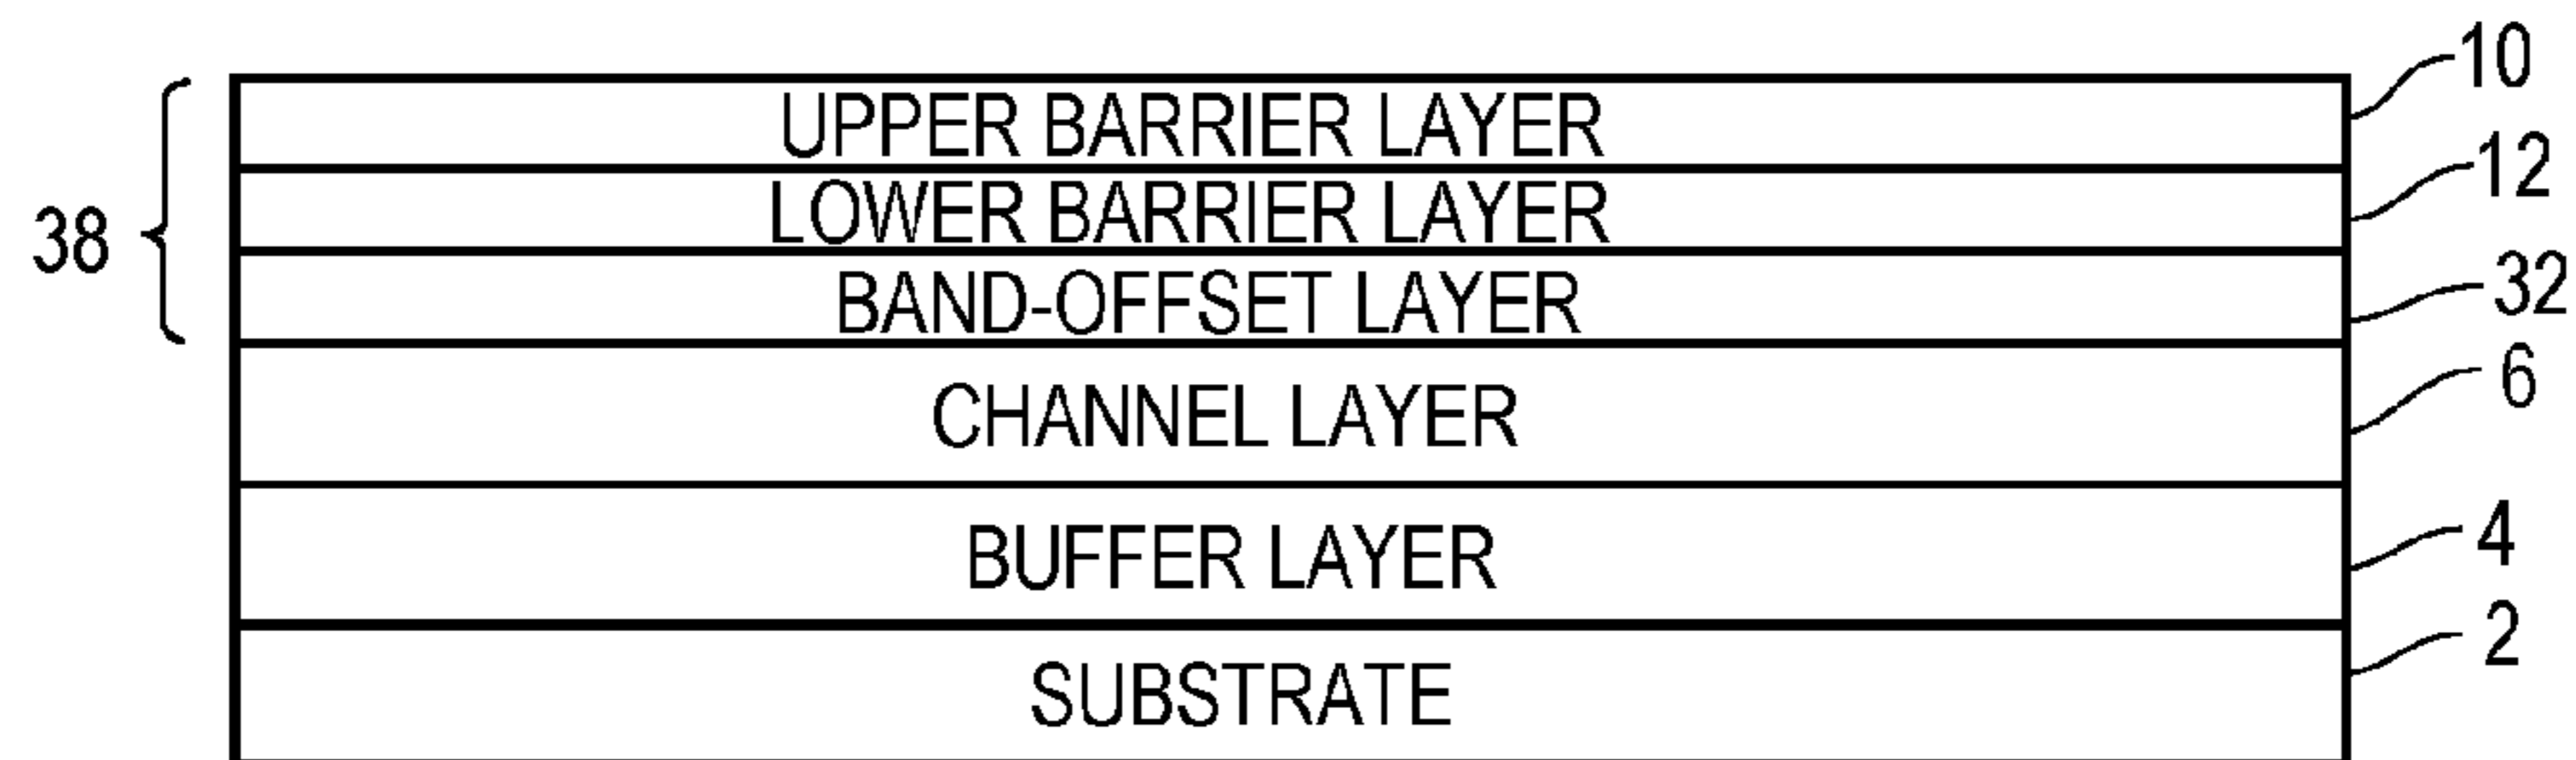 10
UPPER BARRIER LAYER
12
LOWER BARRIER LAYER
38
32
BAND-OFFSET LAYER
6
CHANNEL LAYER
4
BUFFER LAYER
2
SUBSTRATE